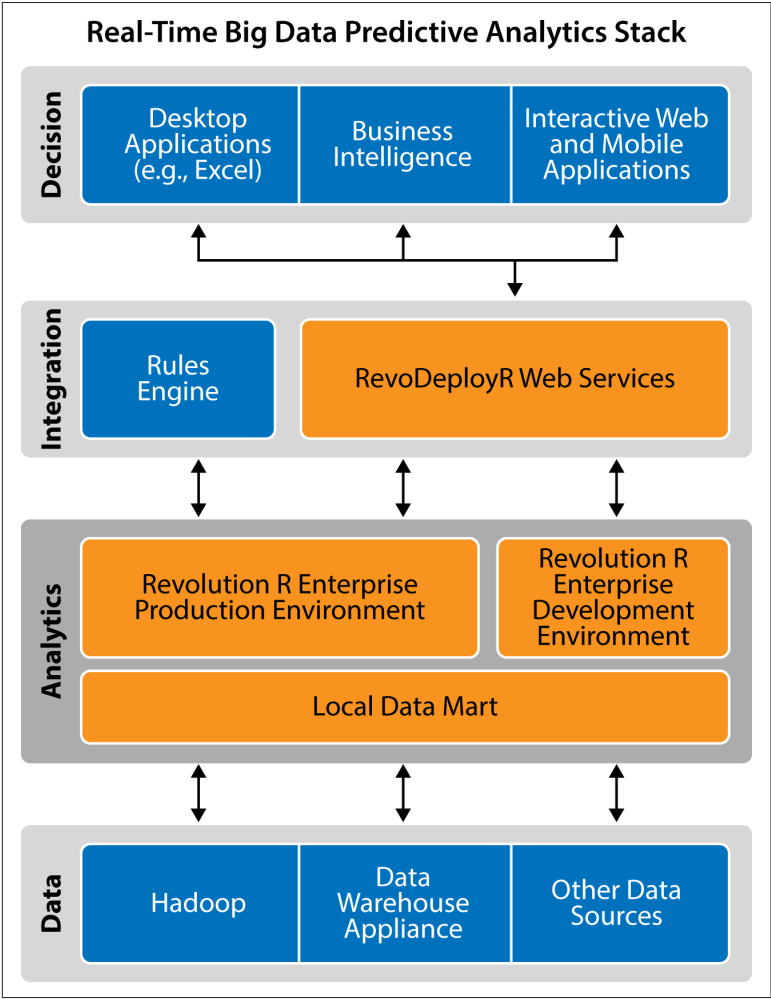 Real-Time Big Data Predictive Analytics Stack
Decision
Desktop
Applications
(e.g., Excel)
Business
Intelligence
Interactive Web
and Mobile
Applications
Integration
Rules
Engine
RevoDeployR Web Services
Analytics
Revolution R Enterprise
Production Environment
Revolution R
Enterprise
Development
Environment
Local Data Mart
Data
Hadoop
Data
Warehouse
Appliance
Other Data
Sources